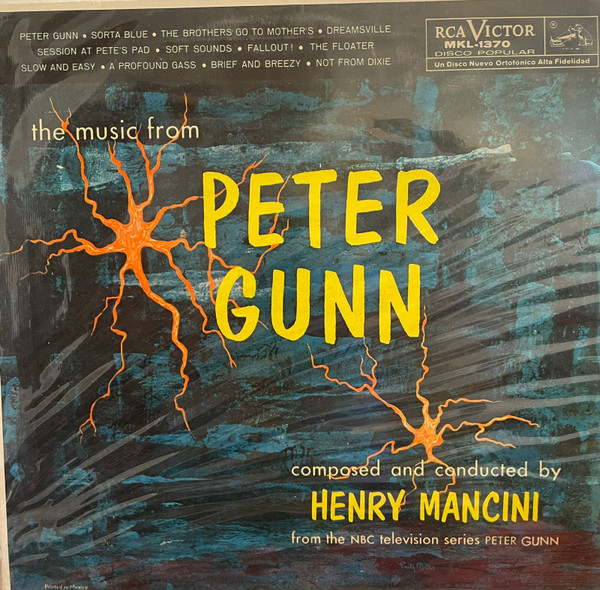 PETER GUNN • SORTA BLUE • THE BROTHERS GO TO MOTHER'S • DREAMSVILLE
SESSION AT PETE'S PAD • SOFT SOUNDS • FALLOUT! • THE FLOATER
SLOW AND EASY • A PROFOUND GASS • BRIEF AND BREEZY • NOT FROM DIXIE
RCA VICTOR
MKL-1370
DISCO POPULAR
Un Disco Nuevo Ortofónico Alta Fidelidad
the music from
PETER
GUNN
composed and conducted by
HENRY MANCINI
from the NBC television series PETER GUNN
Printed in Mexico